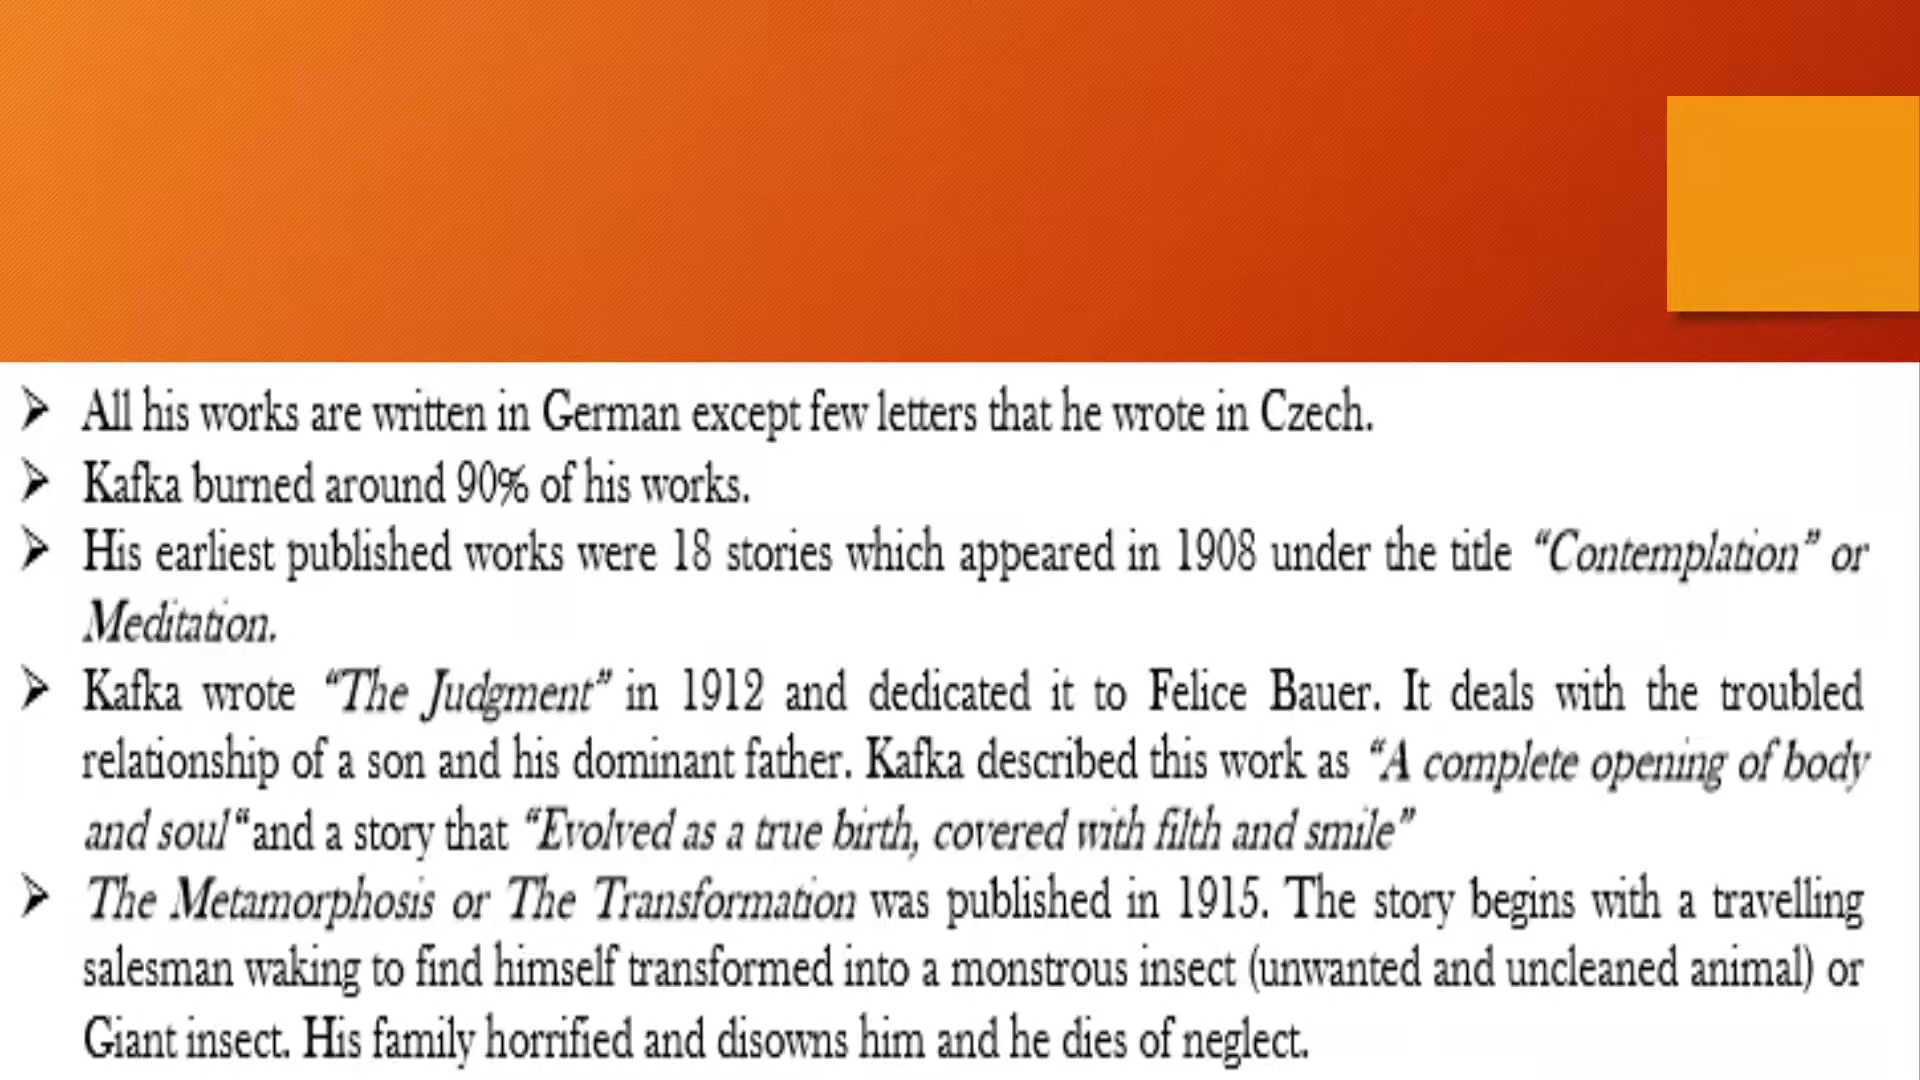 ➢ All his works are written in German except few letters that he wrote in Czech.
➢ Kafka burned around 90% of his works.
➢ His earliest published works were 18 stories which appeared in 1908 under the title “Contemplation” or
Meditation.
➢ Kafka wrote “The Judgment” in 1912 and dedicated it to Felice Bauer. It deals with the troubled
relationship of a son and his dominant father. Kafka described this work as “A complete opening of body
and soul“and a story that “Evolved as a true birth, covered with filth and smile”
➢ The Metamorphosis or The Transformation was published in 1915. The story begins with a travelling
salesman waking to find himself transformed into a monstrous insect (unwanted and uncleaned animal) or
Giant insect. His family horrified and disowns him and he dies of neglect.